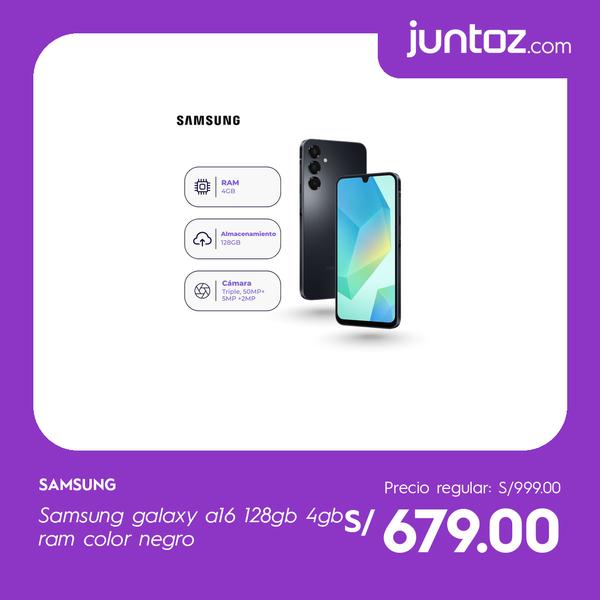 juntoz.com
SAMSUNG
RAM
4GB
Almacenamiento
128GB
Cámara
Triple, 50MP+
5MP +2MP
SAMSUNG
Samsung galaxy a16 128gb 4gb
ram color negro
Precio regular: S/999.00
S/ 679.00